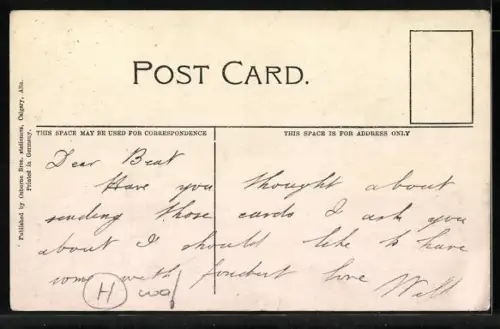 POST CARD.
THIS SPACE MAY BE USED FOR CORRESPONDENCE
THIS SPACE IS FOR ADDRESS ONLY
Published by Osborne Bros. stationers, Calgary, Alta.
Printed in Germany.
Dear Beat
Have you thought about
sending those cards I ask you
about I should like to have
some with fondest love Will
H